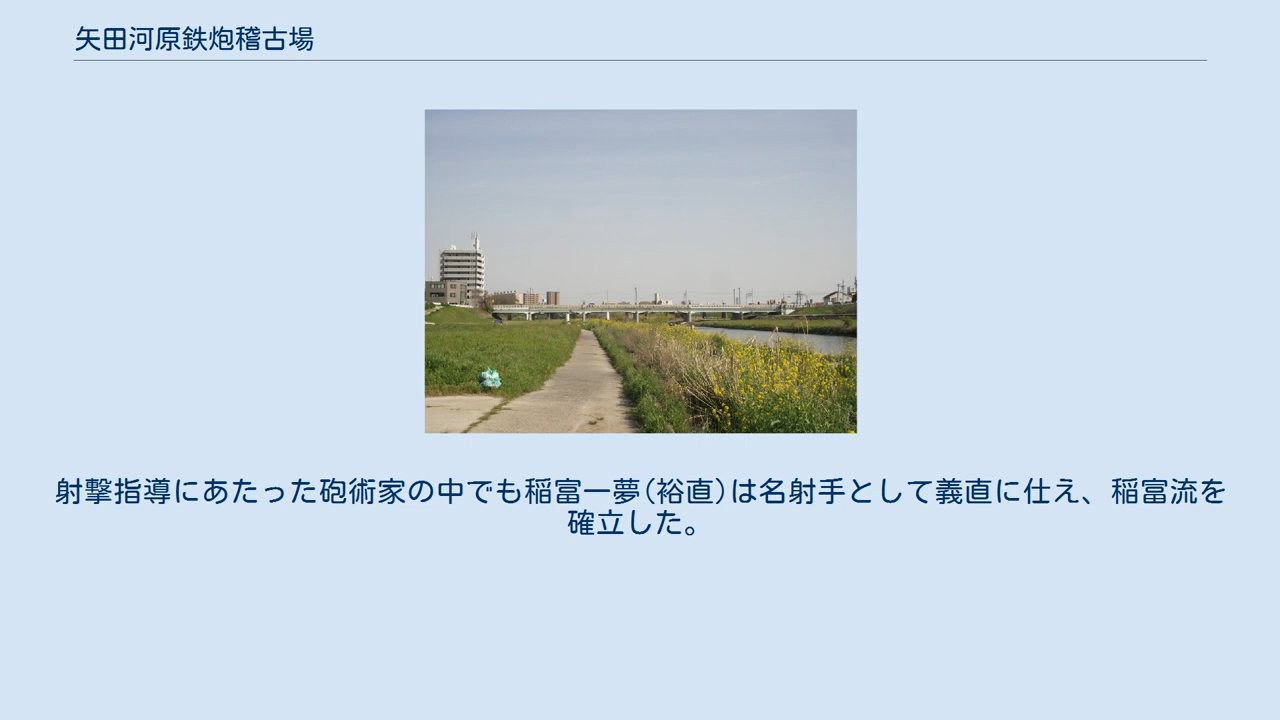 矢田河原鉄炮稽古場
射撃指導にあたった砲術家の中でも稲富一夢(裕直)は名射手として義直に仕え、稲富流を
確立した。